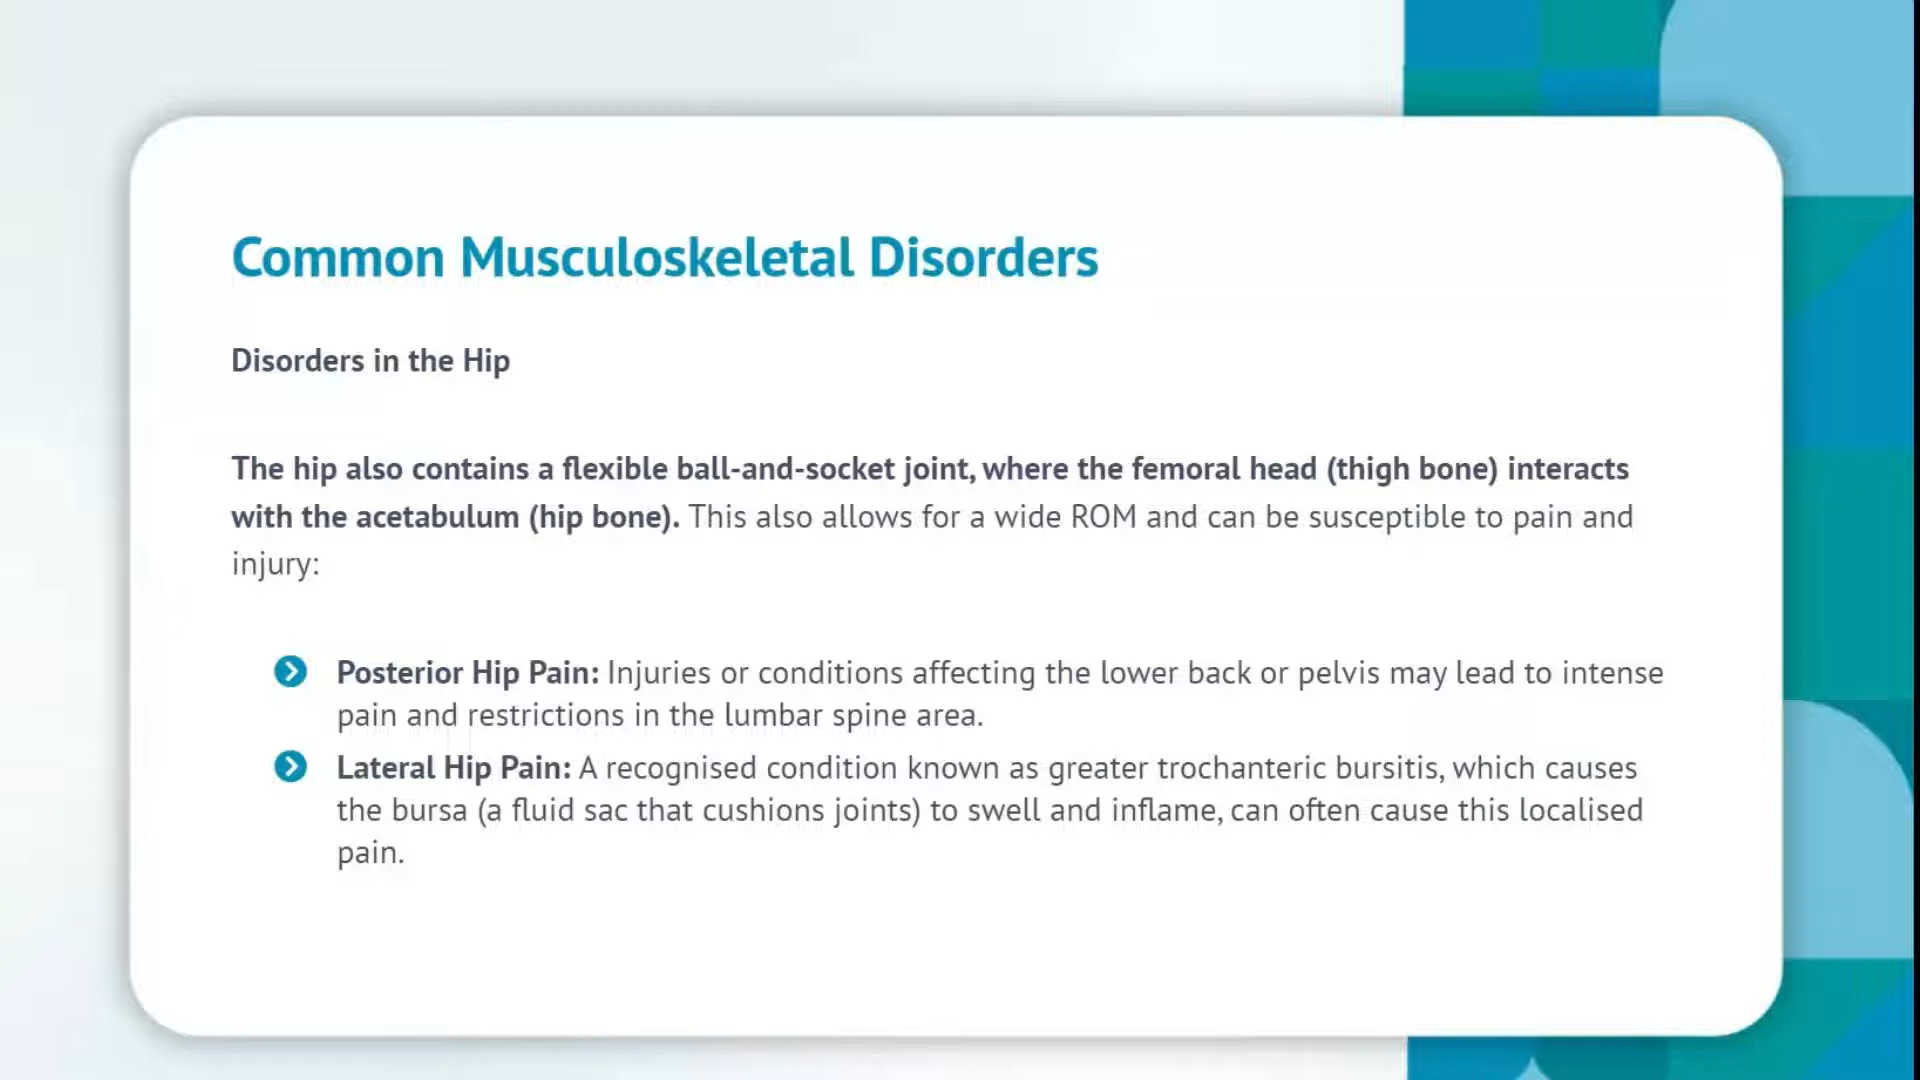 Common Musculoskeletal Disorders
Disorders in the Hip
The hip also contains a flexible ball-and-socket joint, where the femoral head (thigh bone) interacts
with the acetabulum (hip bone). This also allows for a wide ROM and can be susceptible to pain and
injury:
Posterior Hip Pain: Injuries or conditions affecting the lower back or pelvis may lead to intense
pain and restrictions in the lumbar spine area.
Lateral Hip Pain: A recognised condition known as greater trochanteric bursitis, which causes
the bursa (a fluid sac that cushions joints) to swell and inflame, can often cause this localised
pain.